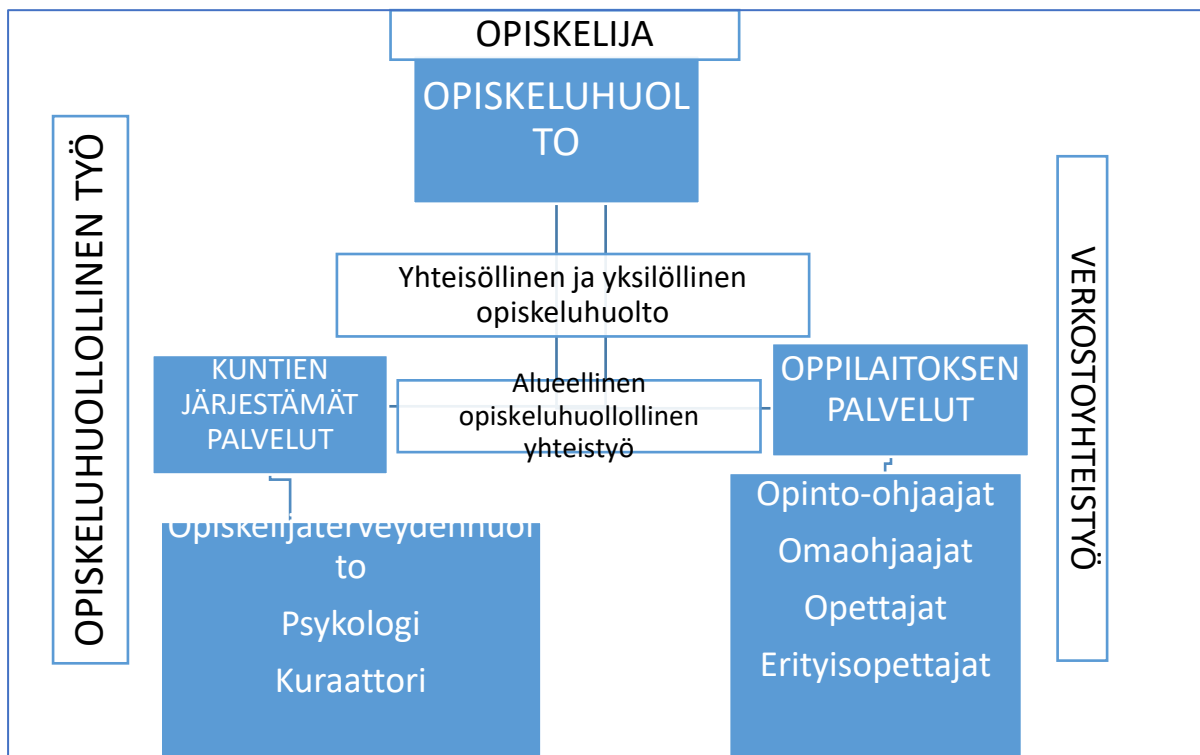 OPISKELIJA
OPISKELUHUOL
TO
OPISKELUHUOLLOLLINEN TYÖ
VERKOSTOYHTEISTYÖ
Yhteisöllinen ja yksilöllinen
opiskeluhuolto
KUNTIEN
JÄRJESTÄMÄT
PALVELUT
Alueellinen
opiskeluhuollollinen
yhteistyö
OPPILAITOKSEN
PALVELUT
Opiskelijaterveydenhuol
to
Psykologi
Kuraattori
Opinto-ohjaajat
Omaohjaajat
Opettajat
Erityisopettajat